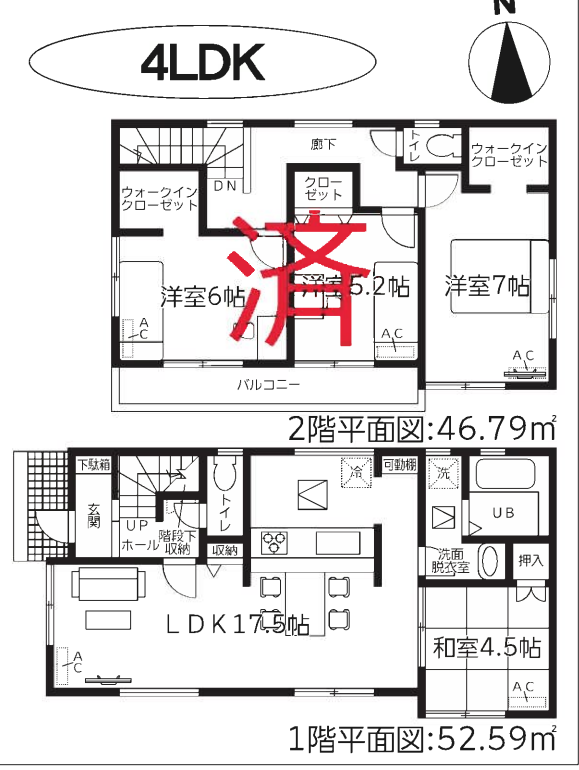 N
4LDK
廊下
トイレ
ウォークイン
クローゼット
DN
クロー
ゼット
ウォークイン
クローゼット
済
洋室6帖
洋室5.2帖
洋室7帖
AC
AC
AC
バルコニー
2階平面図:46.79㎡
下駄箱
冷
可動棚
洗
玄関
UP
ホール
階段下
収納
トイレ
収納
UB
洗面
脱衣室
押入
LDK17.5帖
和室4.5帖
AC
AC
1階平面図:52.59㎡